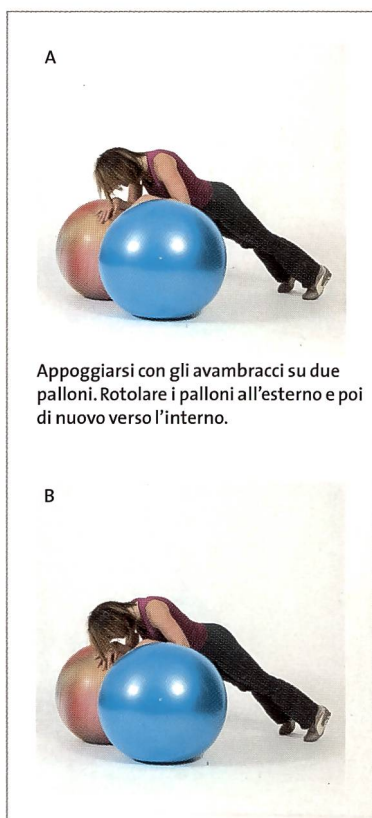 A
Appoggiarsi con gli avambracci su due
palloni. Rotolare i palloni all'esterno e poi
di nuovo verso l'interno.
B